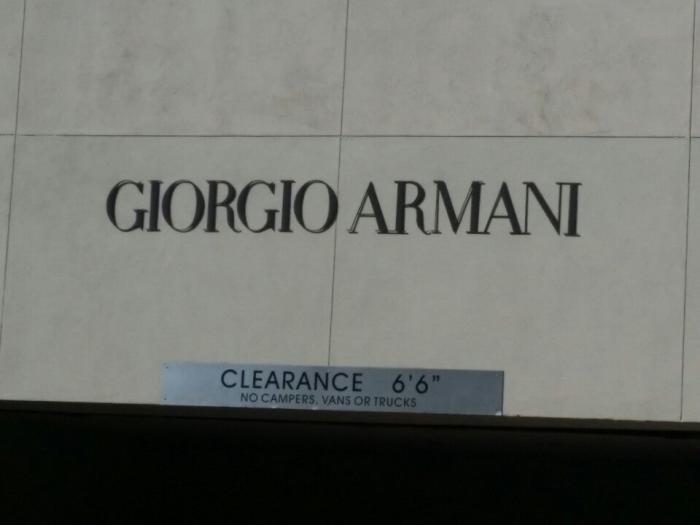 GIORGIO ARMANI
CLEARANCE 6'6"
NO CAMPERS, VANS OR TRUCKS